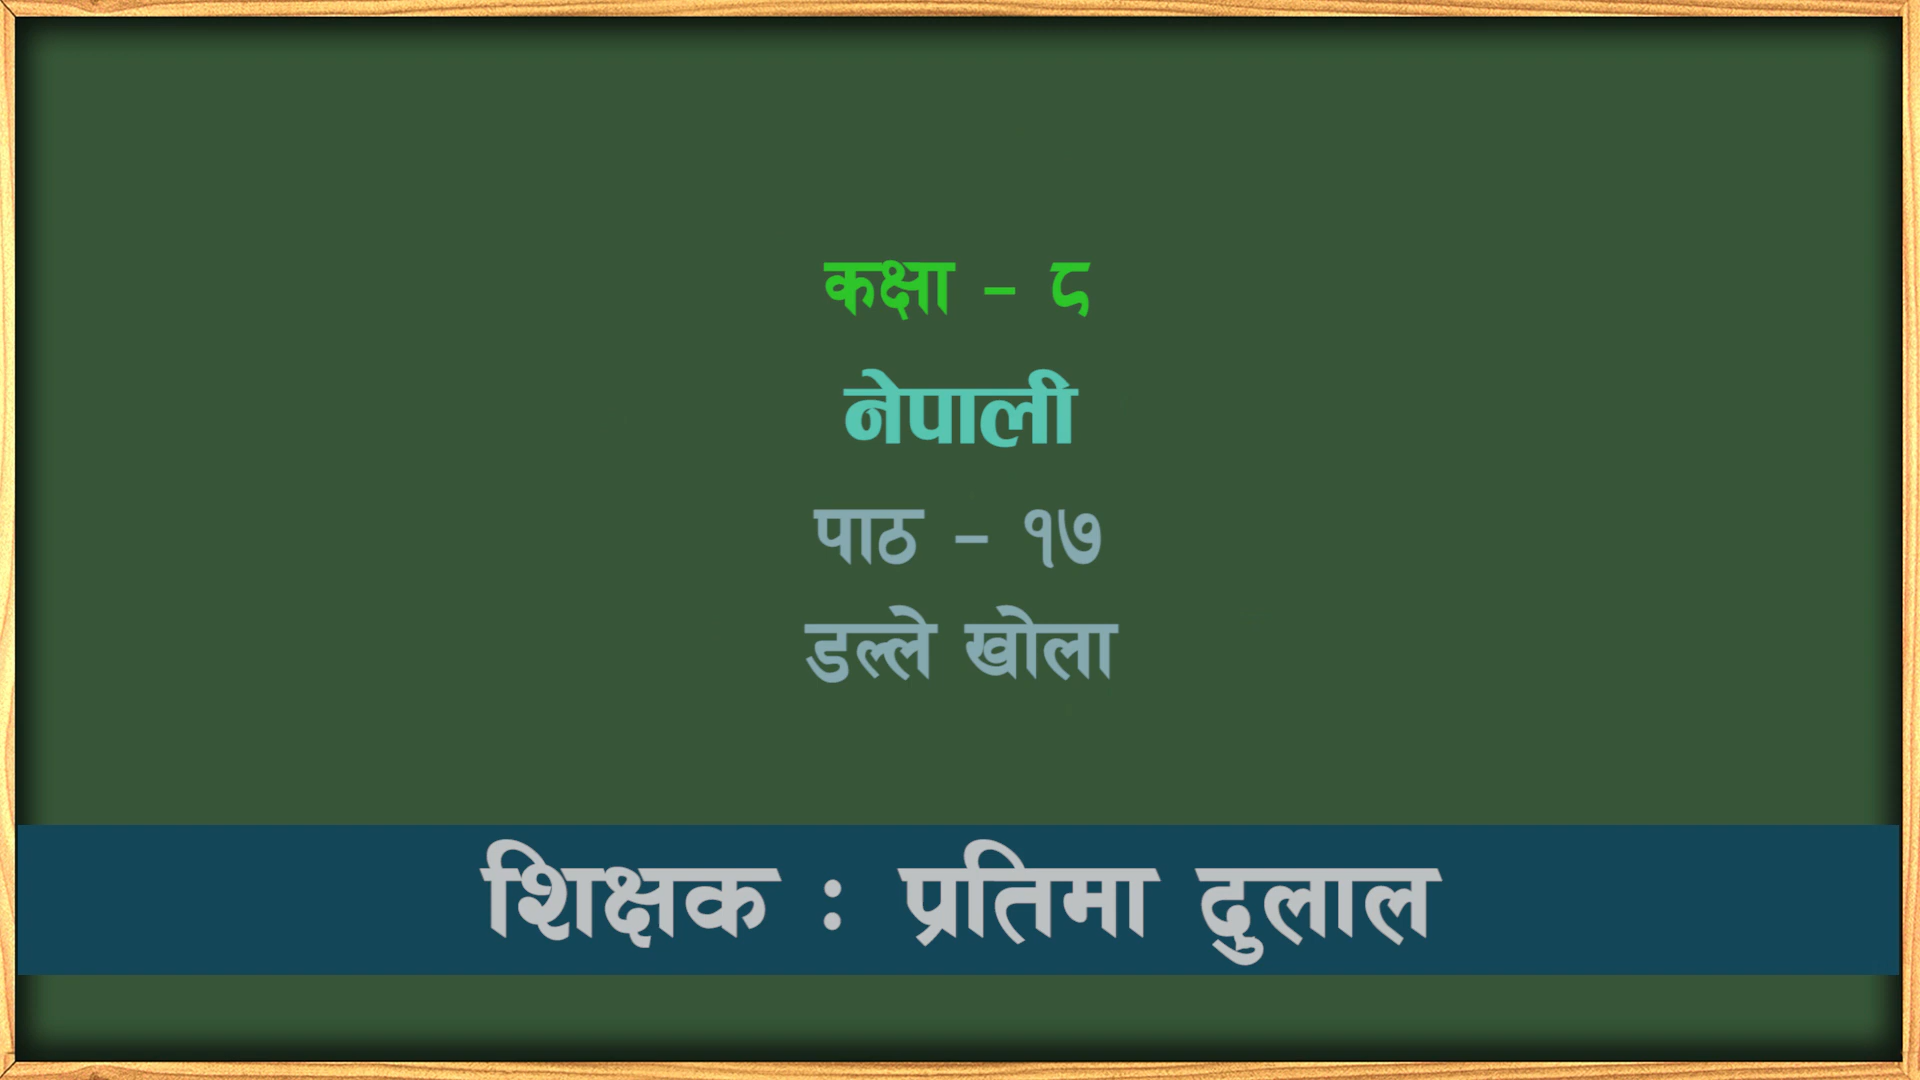 कक्षा – ८
नेपाली
पाठ – १७
डल्ले खोला
शिक्षक : प्रतिमा दुलाल